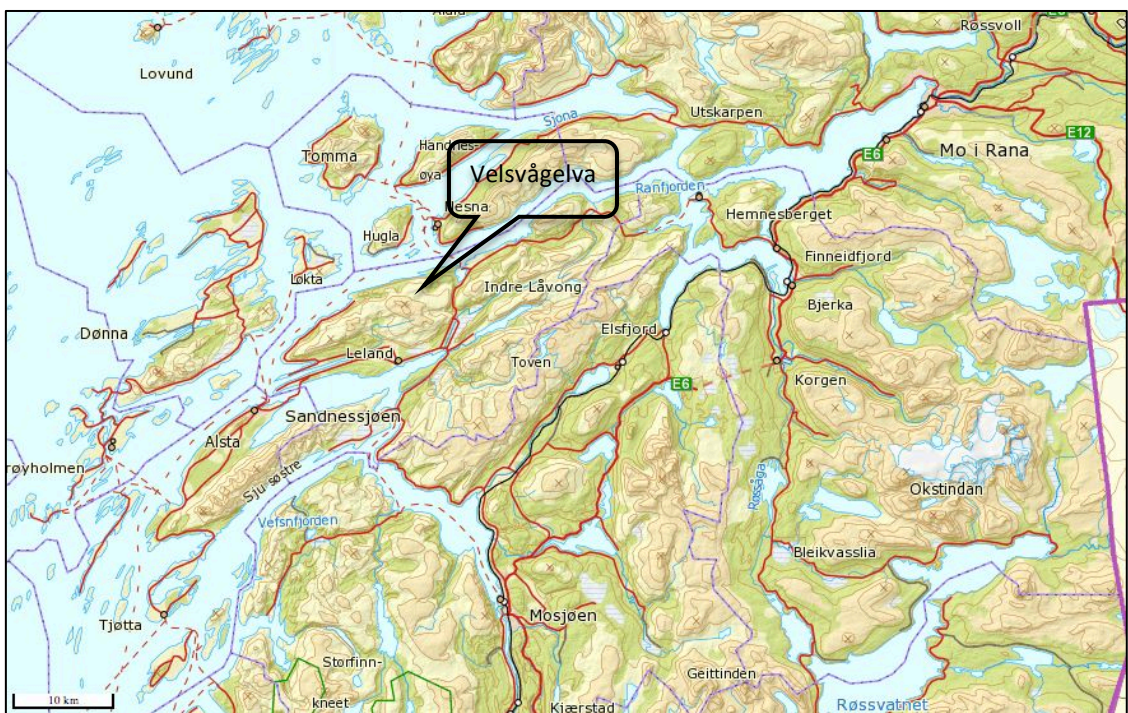 Røssvoll
Lovund
Utskarpen
Sjona
E12
Tomma
Handnes-
øya
E6
Mo i Rana
Velsvågelva
Ranfjorden
Nesna
Hemnesberget
Hugla
Finneidfjord
Løkta
Indre Låvong
Bjerka
Dønna
Elsfjord
Leland
Toven
E6
Korgen
Sandnessjøen
Alsta
røyholmen
Sju søstre
Røssåga
Okstindan
Vefsnfjorden
Bleikvasslia
Tjøtta
Mosjøen
Storfinn-
kneet
Geittinden
10 km
Kjærstad
Røssvatnet